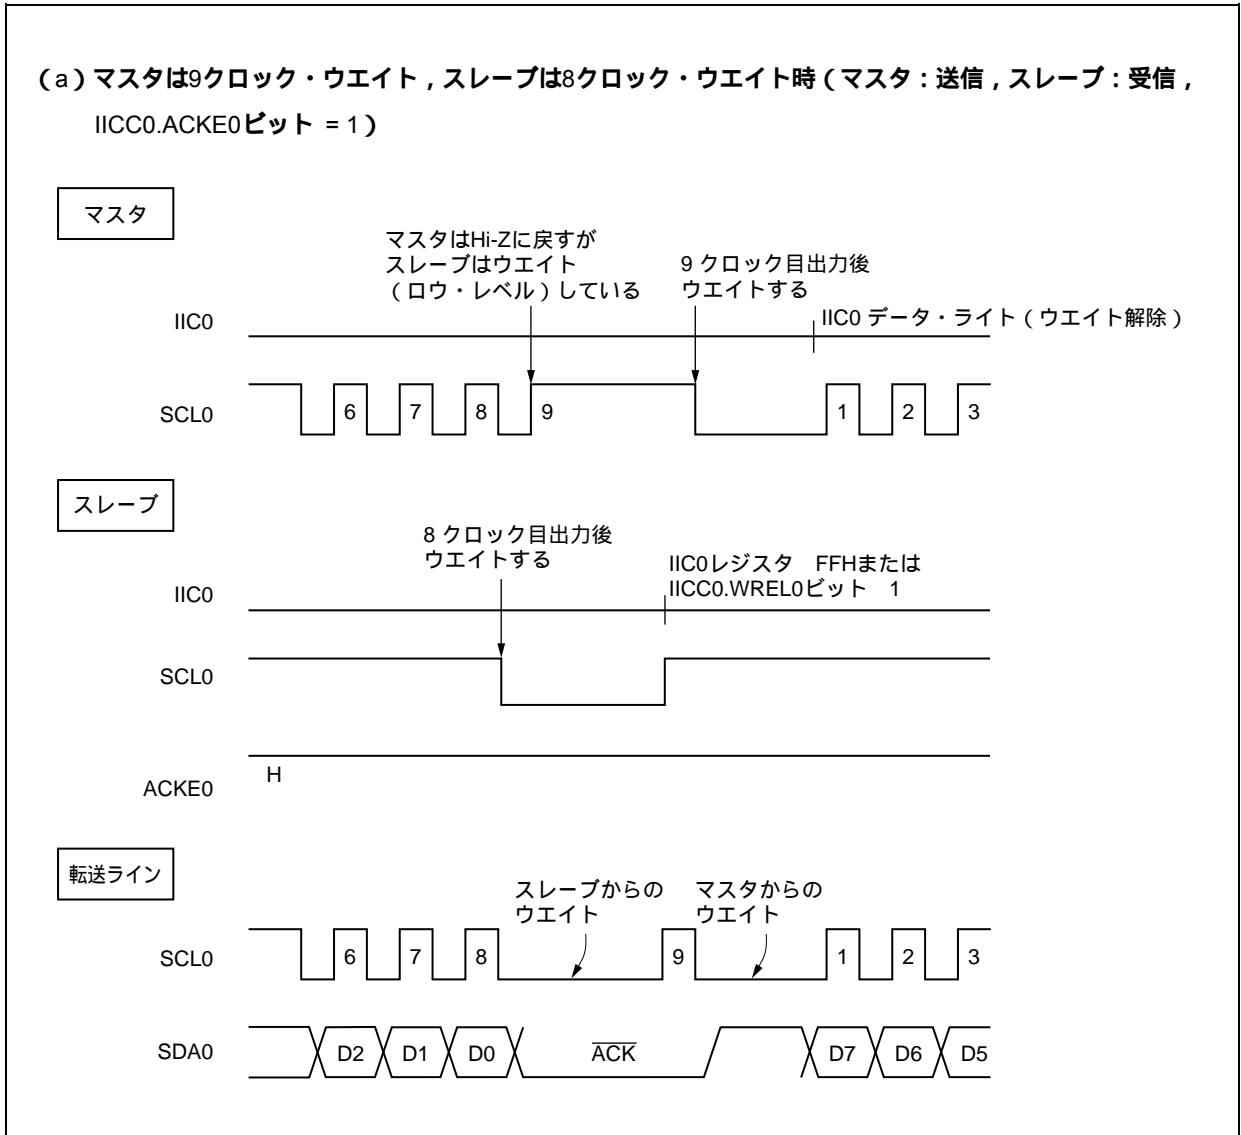 （a）マスタは9クロック・ウエイト，スレーブは8クロック・ウエイト時（マスタ：送信，スレーブ：受信，
IICC0.ACKE0ビット = 1）
マスタ
マスタはHi-Zに戻すが
スレーブはウエイト
（ロウ・レベル）している
9 クロック目出力後
ウエイトする
IIC0 データ・ライト（ウエイト解除）
IIC0
SCL0
6 7 8 9 1 2 3
スレーブ
8 クロック目出力後
ウエイトする
IIC0レジスタ　FFHまたは
IICC0.WREL0ビット　1
IIC0
SCL0
H
ACKE0
転送ライン
スレーブからの
ウエイト
マスタからの
ウエイト
SCL0
6 7 8 9 1 2 3
SDA0
D2 D1 D0 ACK D7 D6 D5